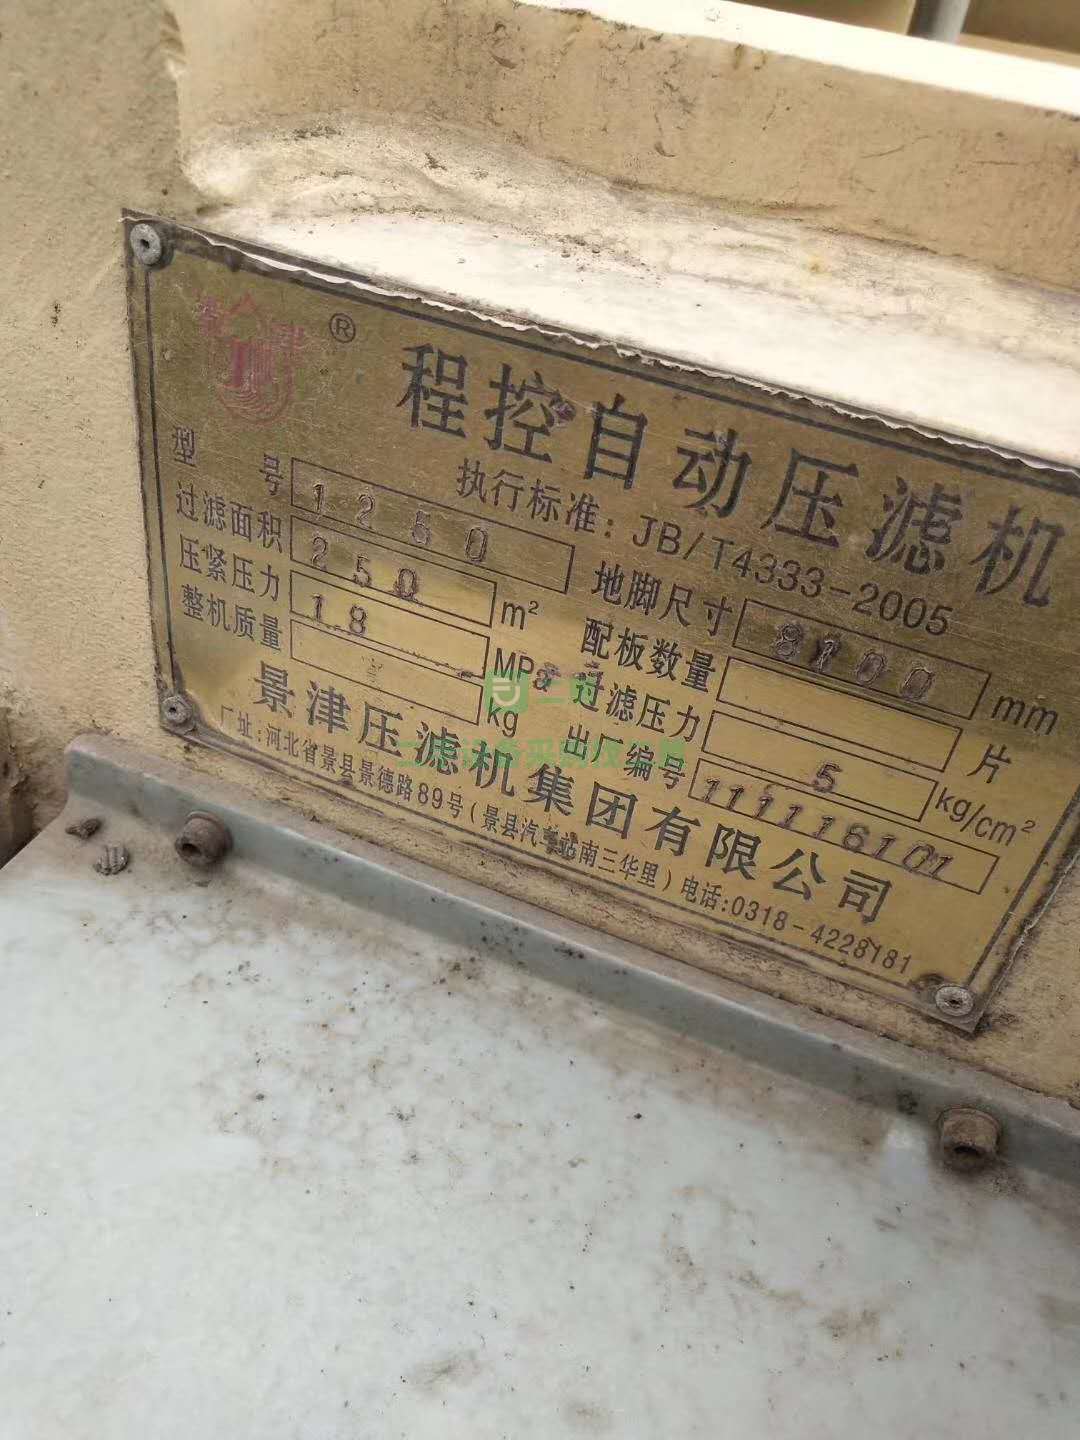 景津
®
程控自动压滤机
执行标准: JB/T4333-2005
型 号 1250
地脚尺寸 8100 mm
过滤面积 250 m²
配板数量 片
压紧压力 18 MPa
过滤压力 5 kg/cm²
整机质量 kg
出厂编号 111116101
景津压滤机集团有限公司
厂址:河北省景县景德路89号(景县汽车站南三华里)电话:0318-4228181